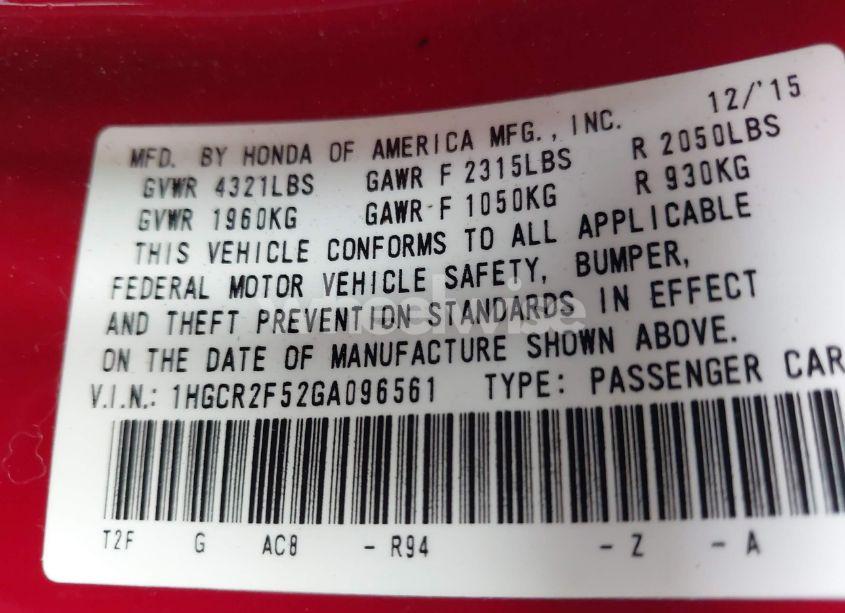 12/'15
MFD. BY HONDA OF AMERICA MFG., INC.
GVWR 4321LBS GAWR F 2315LBS R 2050LBS
GVWR 1960KG GAWR F 1050KG R 930KG
THIS VEHICLE CONFORMS TO ALL APPLICABLE
FEDERAL MOTOR VEHICLE SAFETY, BUMPER,
AND THEFT PREVENTION STANDARDS IN EFFECT
ON THE DATE OF MANUFACTURE SHOWN ABOVE.
V.I.N.: 1HGCR2F52GA096561 TYPE: PASSENGER CAR
T2F G AC8 - R94 - Z - A